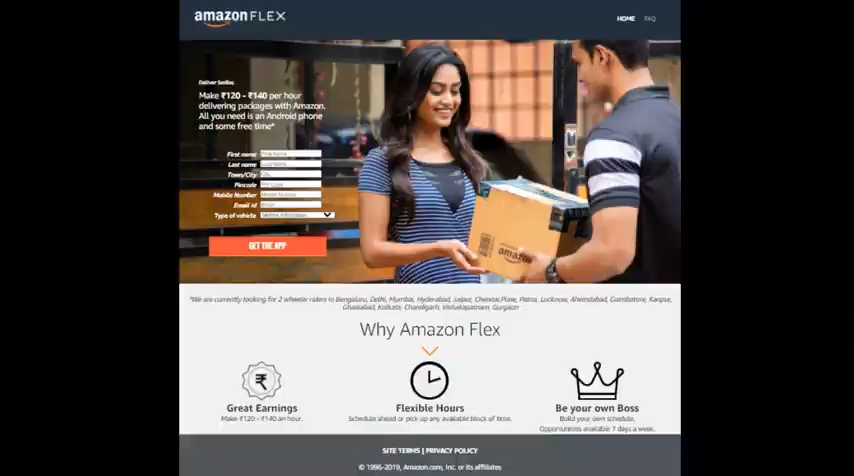 amazon FLEX
HOME FAQ
Deliver Smiles.
Make ₹120 - ₹140 per hour
delivering packages with Amazon.
All you need is an Android phone
and some free time*
First name
Last name
Town/City
Pincode
Mobile Number
Email id
Type of vehicle
GET THE APP
amazon
*We are currently looking for 2 wheeler riders in Bengaluru, Delhi, Mumbai, Hyderabad, Jaipur, Chennai,Pune, Patna, Lucknow, Ahemdabad, Coimbatore, Kanpur,
Ghaziabad, Kolkata, Chandigarh, Vishakapatnam, Gurgaon
Why Amazon Flex
Great Earnings
Make ₹120 - ₹140 an hour.
Flexible Hours
Schedule ahead or pick up any available block of time.
Be your own Boss
Build your own schedule.
Opportunities available 7 days a week.
SITE TERMS | PRIVACY POLICY
© 1996-2019, Amazon.com, Inc. or its affiliates